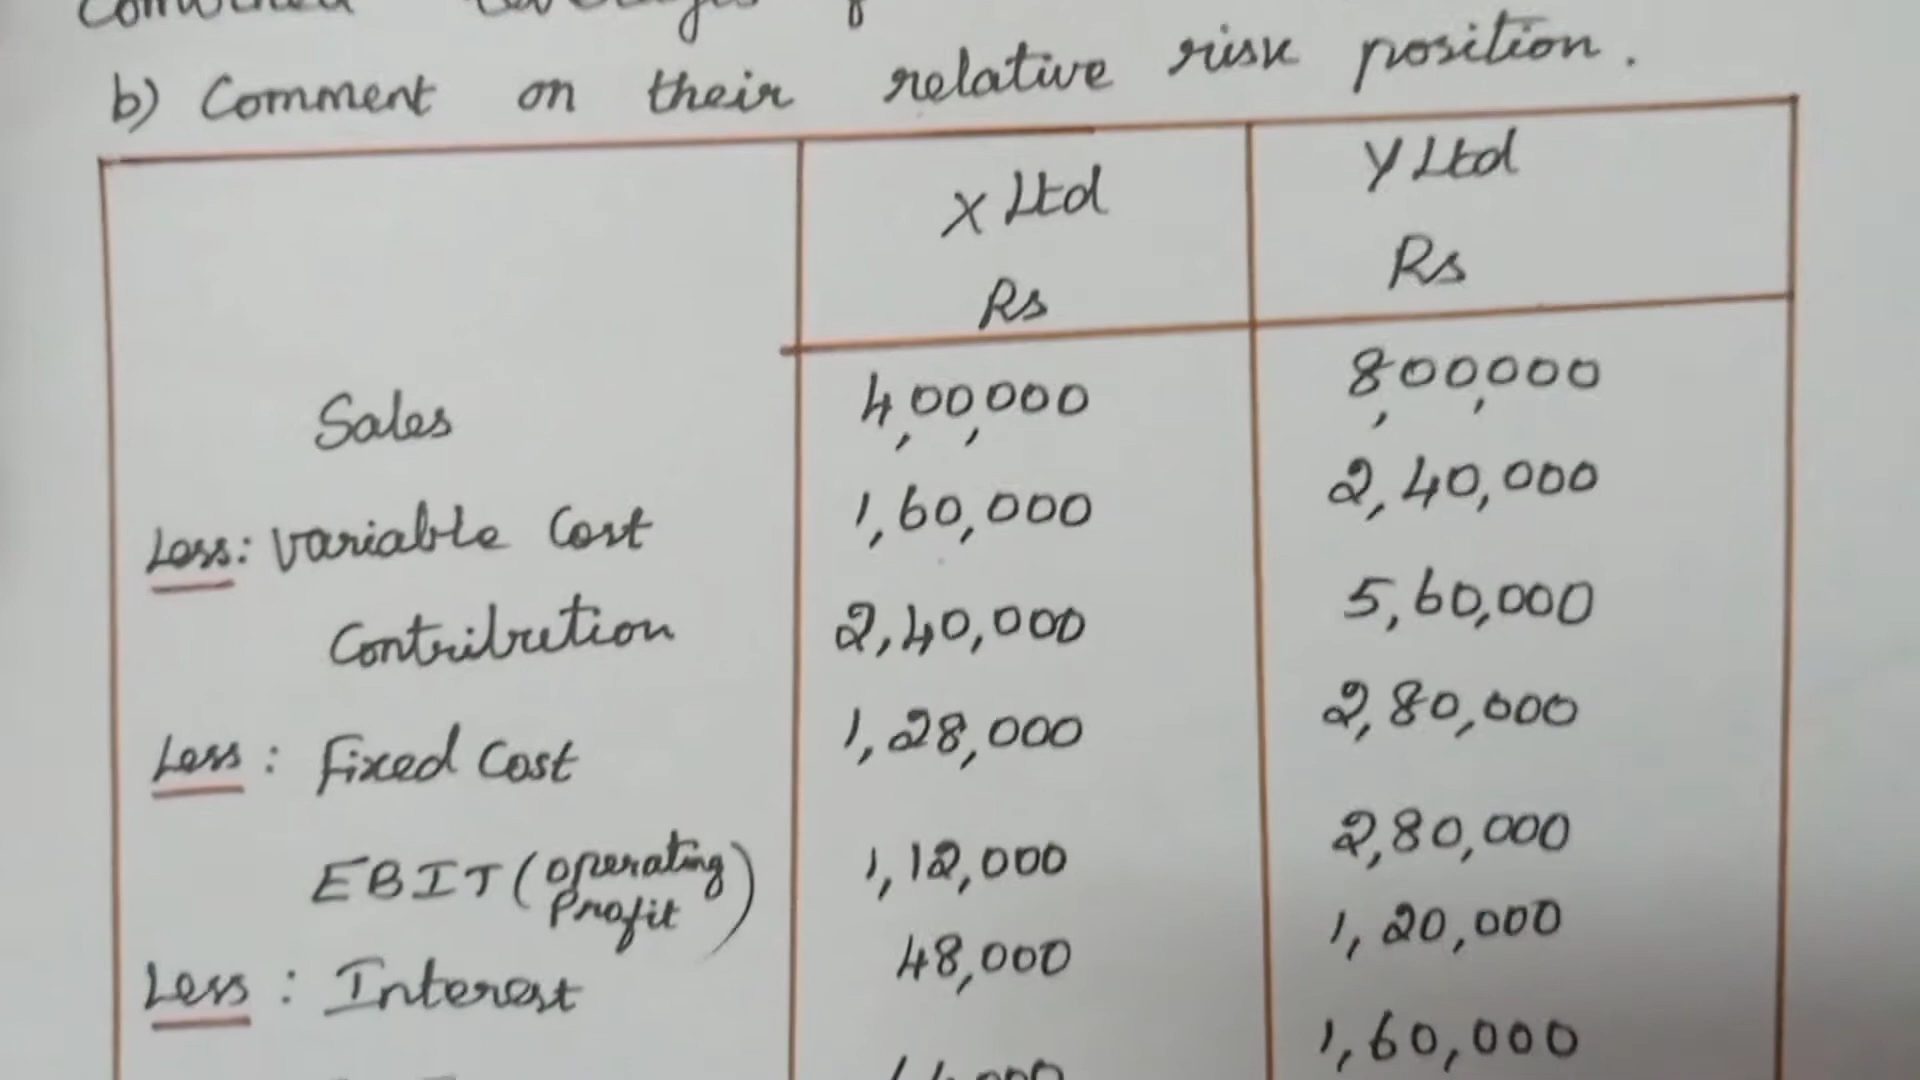 b) Comment on their relative risk position.
X Ltd Y Ltd
Rs Rs
Sales 4,00,000 8,00,000
Less: Variable Cost 1,60,000 2,40,000
Contribution 2,40,000 5,60,000
Less: Fixed Cost 1,28,000 2,80,000
EBIT (Operating Profit) 1,12,000 2,80,000
Less: Interest 48,000 1,20,000
1,60,000